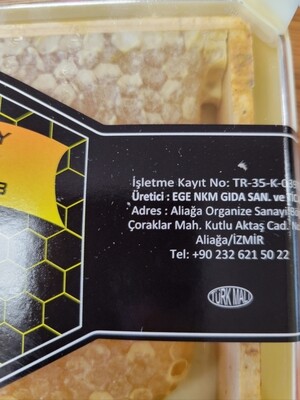 Y
İşletme Kayıt No: TR-35-K-
Üretici : EGE NKM GIDA SAN. ve
Adres : Aliağa Organize Sanayi
Çoraklar Mah. Kutlu Aktaş Cad.
Aliağa/İZMİR
Tel: +90 232 621 50 22
TÜRK MALI